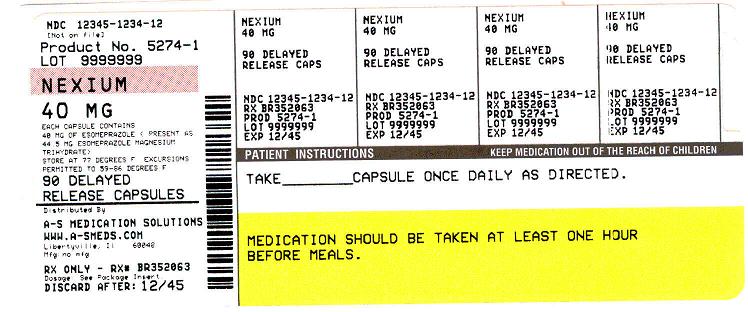 NDC 12345-1234-12
[Not on file]
Product No. 5274-1
LOT 9999999
NEXIUM
40 MG
EACH CAPSULE CONTAINS
40 MG OF ESOMEPRAZOLE ( PRESENT AS
44.5 MG ESOMEPRAZOLE MAGNESIUM
TRIHYDRATE)
STORE AT 77 DEGREES F EXCURSIONS
PERMITTED TO 59-86 DEGREES F
90 DELAYED
RELEASE CAPSULES
Distributed By
A-S MEDICATION SOLUTIONS
WWW.A-SMEDS.COM
Libertyville, Il 60048
Mfg: no mfg
RX ONLY - RX# BR352063
Dosage: See Package Insert
DISCARD AFTER: 12/45
NEXIUM
40 MG
90 DELAYED
RELEASE CAPS
NDC 12345-1234-12
RX BR352063
PROD 5274-1
LOT 9999999
EXP 12/45
NEXIUM
40 MG
90 DELAYED
RELEASE CAPS
NDC 12345-1234-12
RX BR352063
PROD 5274-1
LOT 9999999
EXP 12/45
NEXIUM
40 MG
90 DELAYED
RELEASE CAPS
NDC 12345-1234-12
RX BR352063
PROD 5274-1
LOT 9999999
EXP 12/45
NEXIUM
40 MG
90 DELAYED
RELEASE CAPS
NDC 12345-1234-12
RX BR352063
PROD 5274-1
LOT 9999999
EXP 12/45
PATIENT INSTRUCTIONS KEEP MEDICATION OUT OF THE REACH OF CHILDREN
TAKE________CAPSULE ONCE DAILY AS DIRECTED.
MEDICATION SHOULD BE TAKEN AT LEAST ONE HOUR
BEFORE MEALS.